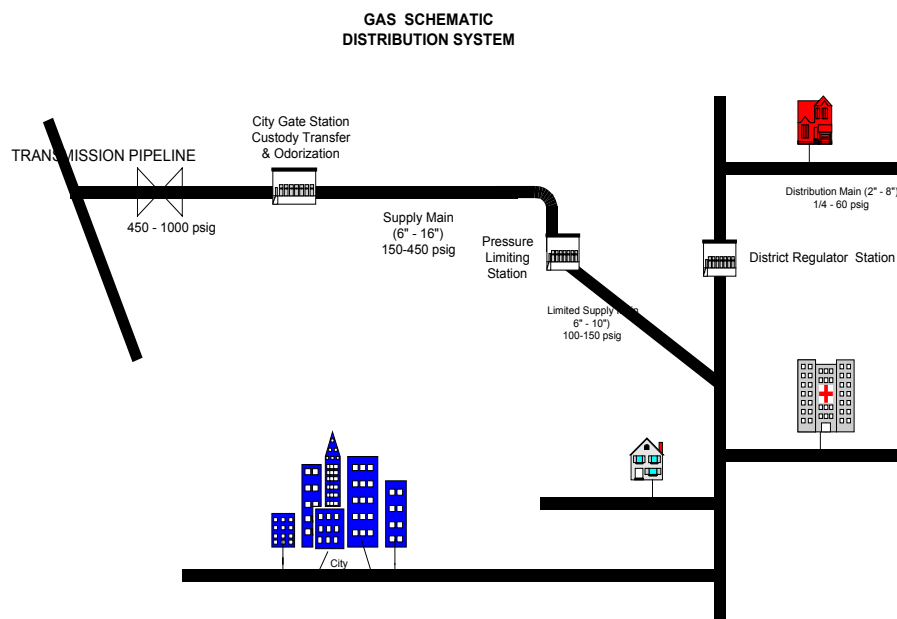 GAS SCHEMATIC
DISTRIBUTION SYSTEM
City Gate Station
Custody Transfer
& Odorization
TRANSMISSION PIPELINE
450 - 1000 psig
Supply Main
(6" - 16")
150-450 psig
Pressure
Limiting
Station
Distribution Main (2" - 8")
1/4 - 60 psig
District Regulator Station
Limited Supply Main
6" - 10")
100-150 psig
City